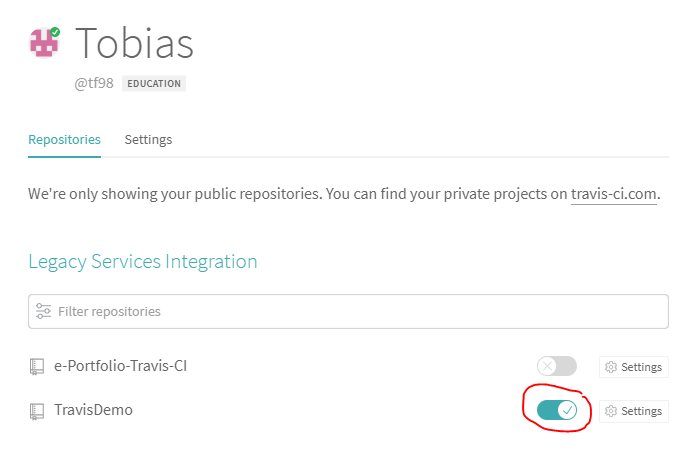 Tobias
@tf98 EDUCATION
Repositories Settings
We're only showing your public repositories. You can find your private projects on travis-ci.com.
Legacy Services Integration
Filter repositories
e-Portfolio-Travis-CI Settings
TravisDemo Settings